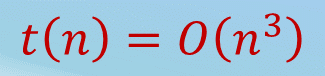 t(n) = O(n³)